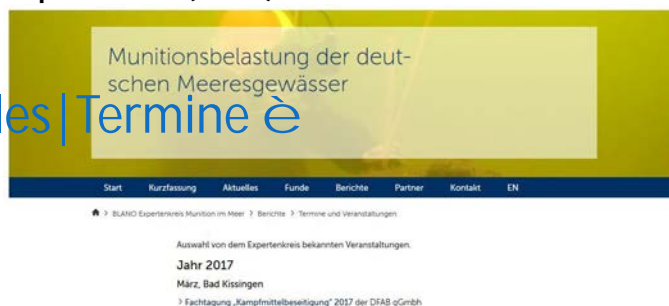 Munitionsbelastung der deut-
schen Meeresgewässer
les|Termine è
Start Kurzfassung Aktuelles Funde Berichte Partner Kontakt EN
> BLANO Expertenkreis Munition im Meer > Berichte > Termine und Veranstaltungen
Auswahl von dem Expertenkreis bekannten Veranstaltungen.
Jahr 2017
März, Bad Kissingen
> Fachtagung „Kampfmittelbeseitigung“ 2017 der DFAB gGmbh